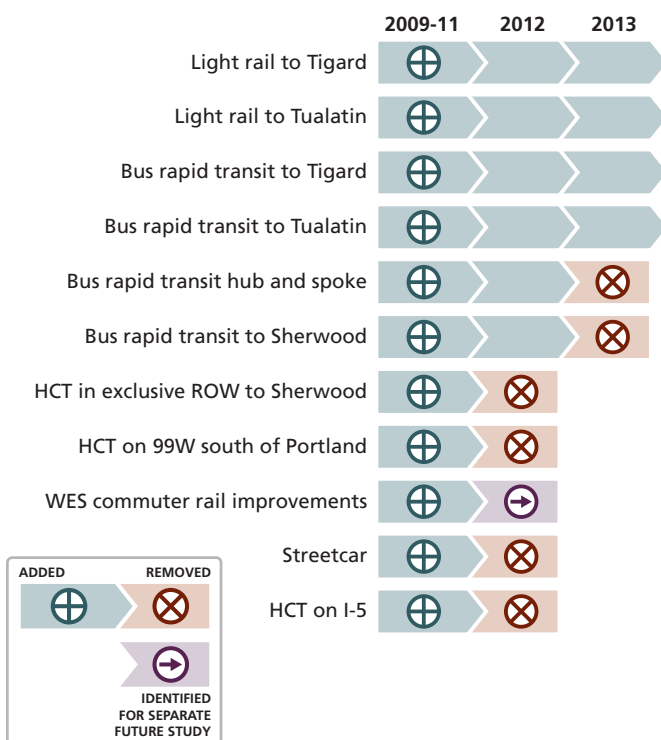 2009-11 2012 2013
Light rail to Tigard
Light rail to Tualatin
Bus rapid transit to Tigard
Bus rapid transit to Tualatin
Bus rapid transit hub and spoke
Bus rapid transit to Sherwood
HCT in exclusive ROW to Sherwood
HCT on 99W south of Portland
WES commuter rail improvements
Streetcar
HCT on I-5
ADDED REMOVED
IDENTIFIED
FOR SEPARATE
FUTURE STUDY